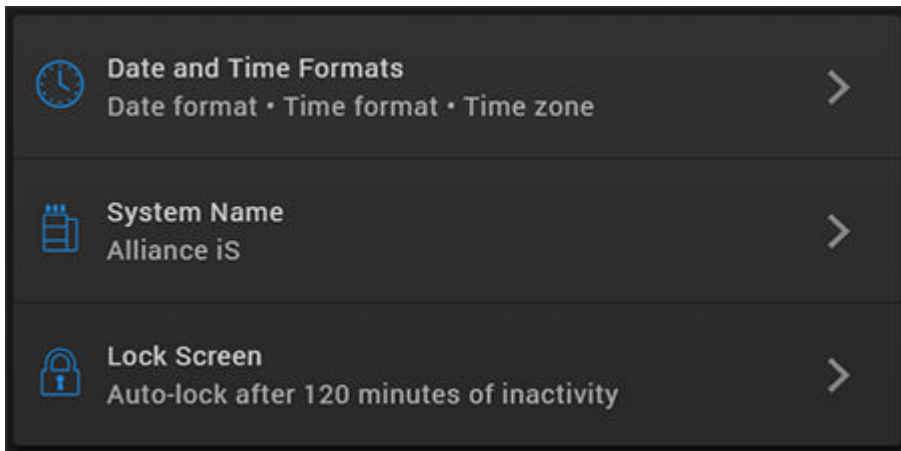 Date and Time Formats
Date format • Time format • Time zone
System Name
Alliance iS
Lock Screen
Auto-lock after 120 minutes of inactivity